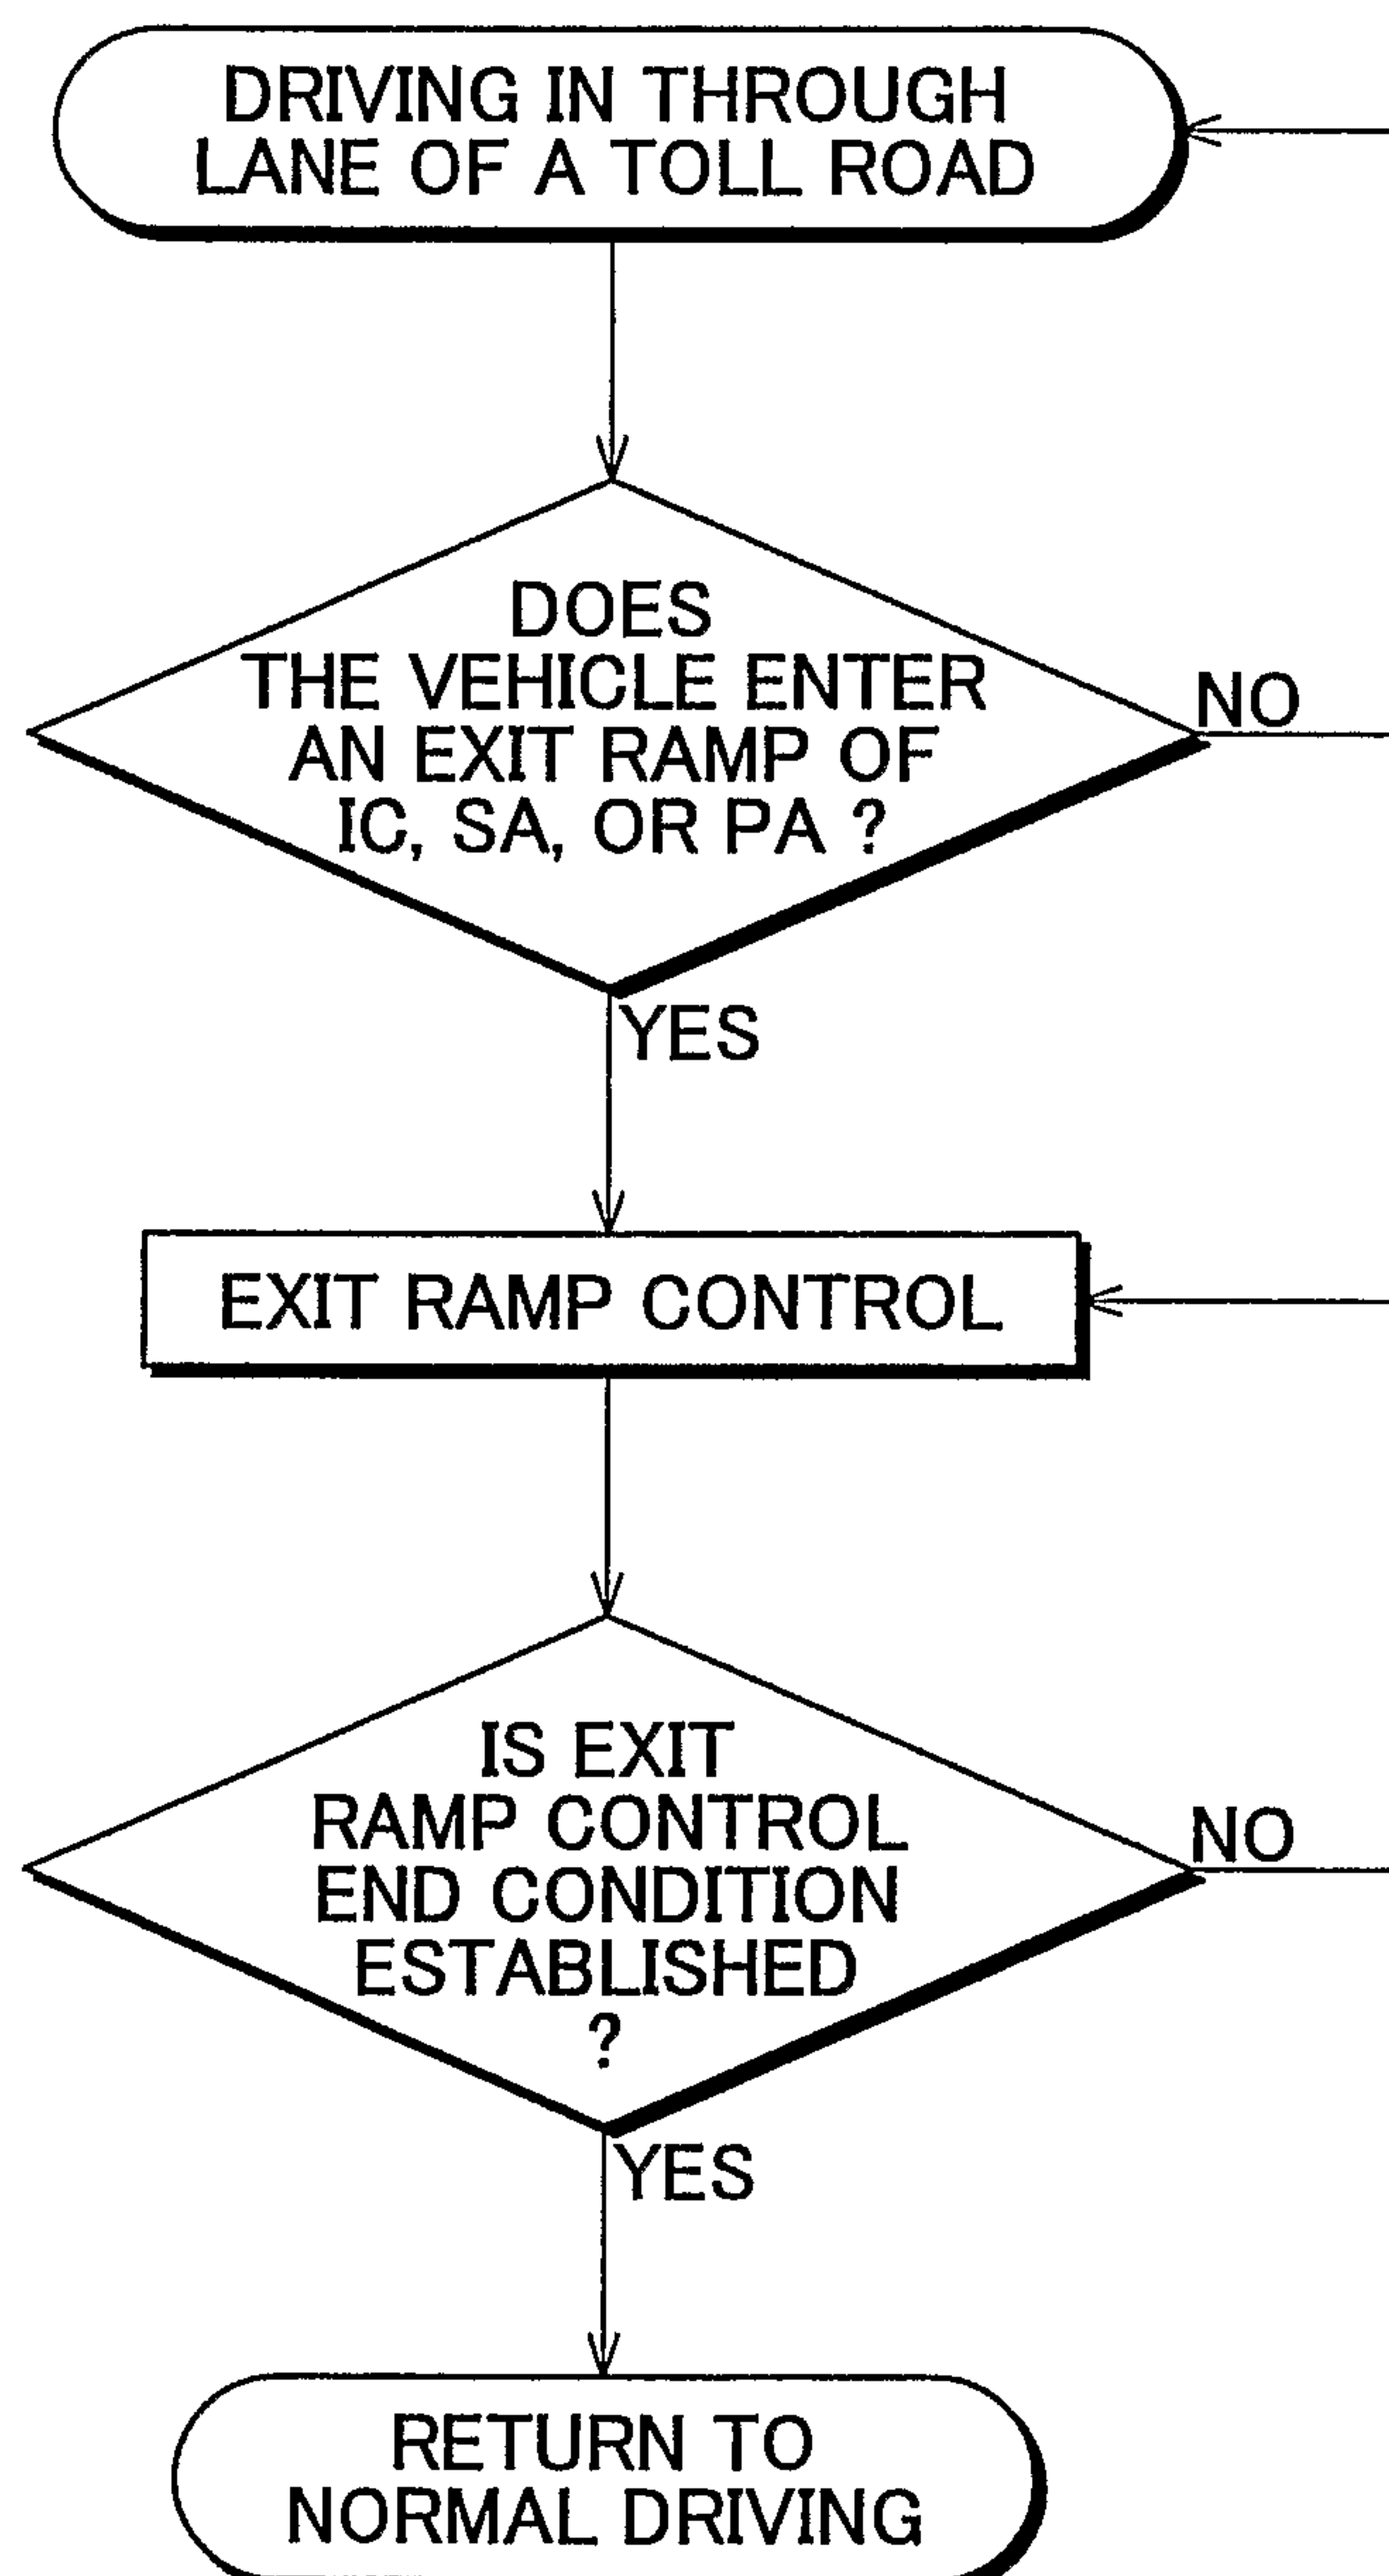 DRIVING IN THROUGH
LANE OF A TOLL ROAD
DOES
THE VEHICLE ENTER
AN EXIT RAMP OF
IC, SA, OR PA ?
NO
YES
EXIT RAMP CONTROL
IS EXIT
RAMP CONTROL
END CONDITION
ESTABLISHED
?
NO
YES
RETURN TO
NORMAL DRIVING